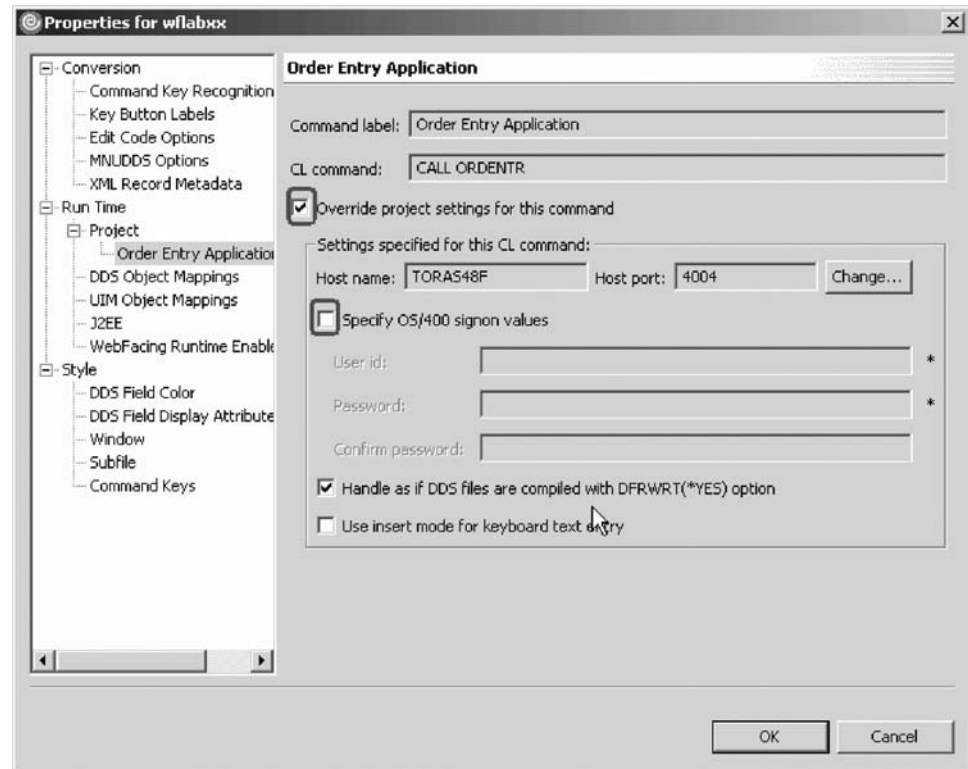 Properties for wflabxx
Conversion
Command Key Recognition
Key Button Labels
Edit Code Options
MNUDDS Options
XML Record Metadata
Run Time
Project
Order Entry Application
DDS Object Mappings
UIM Object Mappings
J2EE
WebFacing Runtime Enable
Style
DDS Field Color
DDS Field Display Attribute
Window
Subfile
Command Keys
Order Entry Application
Command label: Order Entry Application
CL command: CALL ORDENTR
Override project settings for this command
Settings specified for this CL command:
Host name: TORAS48F Host port: 4004 Change...
Specify OS/400 signon values
User id: *
Password: *
Confirm password:
Handle as if DDS files are compiled with DFRWRT(*YES) option
Use insert mode for keyboard text entry
OK Cancel